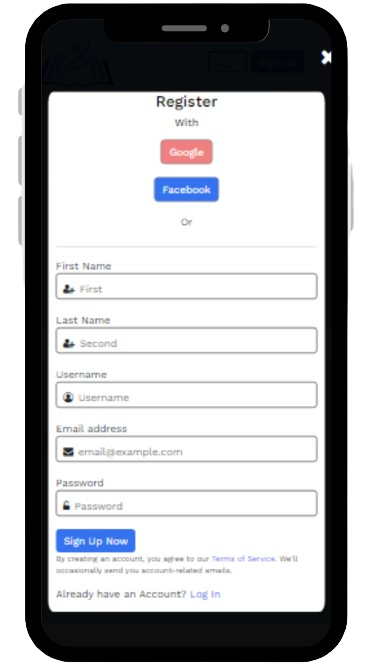 Sign up
Register
With
Google
Facebook
Or
First Name
First
Last Name
Second
Username
Username
Email address
email@example.com
Password
Password
Sign Up Now
By creating an account, you agree to our Terms of Service. We'll
occasionally send you account-related emails.
Already have an Account? Log In